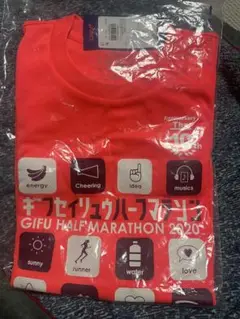 The
10th
energy
Cheering
idea
musics
ギフセイリュウハーフマラソン
GIFU HALF MARATHON 2020
sunny
runner
water
love